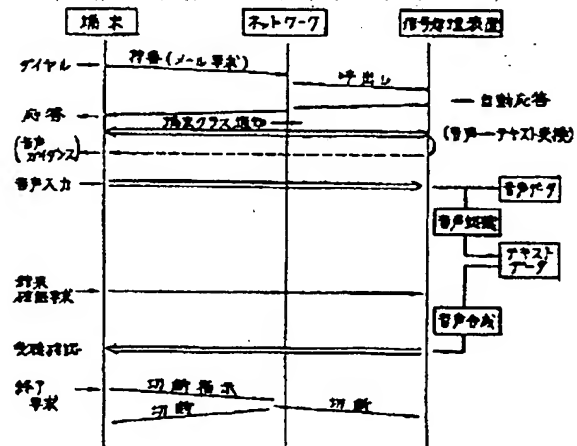 端末
ネットワーク
信号処理装置
ダイヤル
発番(メール要求)
呼出し
応答
自動応答
端末クラス通知
(音声ーテキスト変換)
(音声
ガイダンス)
音声入力
音声データ
音声認識
テキスト
データ
結果
確認要求
音声合成
受理確認
終了
要求
切断指示
切断
切断